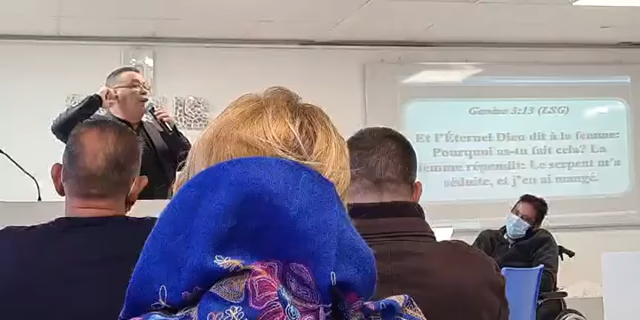 Genèse 3:13 (LSG)
Et l'Éternel Dieu dit à la femme:
Pourquoi as-tu fait cela? La
femme répondit: Le serpent m'a
séduite, et j'en ai mangé.